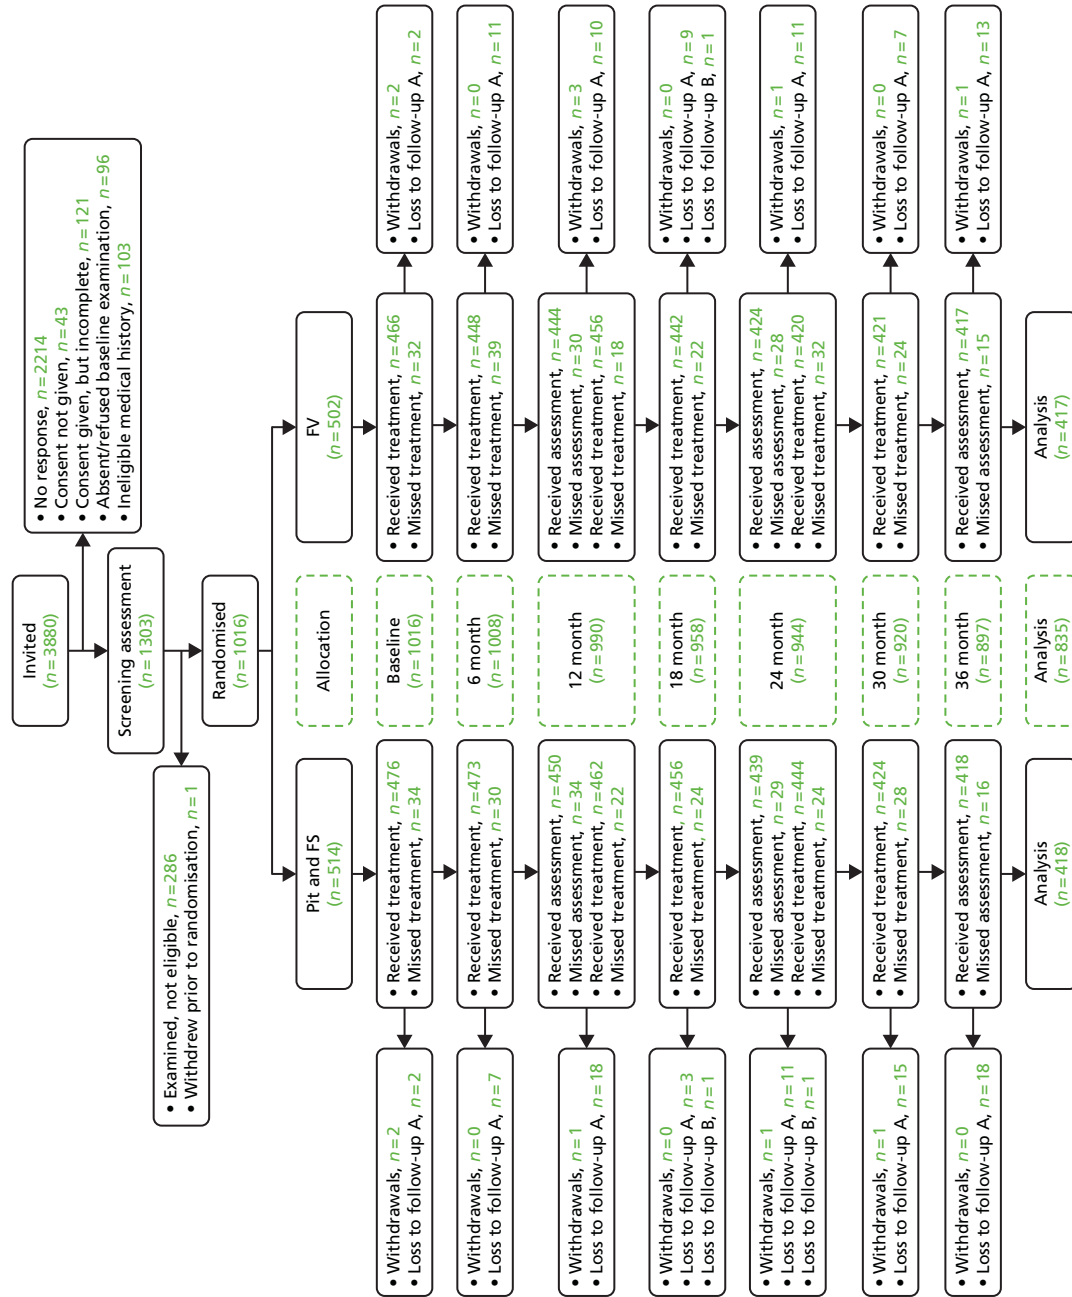 Invited
(n=3880)
• No response, n=2214
• Consent not given, n=43
• Consent given, but incomplete, n=121
• Absent/refused baseline examination, n=96
• Ineligible medical history, n=103
Screening assessment
(n=1303)
• Examined, not eligible, n=286
• Withdrew prior to randomisation, n=1
Randomised
(n=1016)
Pit and FS
(n=514)
Allocation
FV
(n=502)
• Withdrawals, n=2
• Loss to follow-up A, n=2
• Received treatment, n=476
• Missed treatment, n=34
Baseline
(n=1016)
• Received treatment, n=466
• Missed treatment, n=32
• Withdrawals, n=2
• Loss to follow-up A, n=2
• Withdrawals, n=0
• Loss to follow-up A, n=7
• Received treatment, n=473
• Missed treatment, n=30
6 month
(n=1008)
• Received treatment, n=448
• Missed treatment, n=39
• Withdrawals, n=0
• Loss to follow-up A, n=11
• Withdrawals, n=1
• Loss to follow-up A, n=18
• Received assessment, n=450
• Missed assessment, n=34
• Received treatment, n=462
• Missed treatment, n=22
12 month
(n=990)
• Received assessment, n=444
• Missed assessment, n=30
• Received treatment, n=456
• Missed treatment, n=18
• Withdrawals, n=3
• Loss to follow-up A, n=10
• Withdrawals, n=0
• Loss to follow-up A, n=3
• Loss to follow-up B, n=1
• Received treatment, n=456
• Missed treatment, n=24
18 month
(n=958)
• Received treatment, n=442
• Missed treatment, n=22
• Withdrawals, n=0
• Loss to follow-up A, n=9
• Loss to follow-up B, n=1
• Withdrawals, n=1
• Loss to follow-up A, n=11
• Loss to follow-up B, n=1
• Received assessment, n=439
• Missed assessment, n=29
• Received treatment, n=444
• Missed treatment, n=24
24 month
(n=944)
• Received assessment, n=424
• Missed assessment, n=28
• Received treatment, n=420
• Missed treatment, n=32
• Withdrawals, n=1
• Loss to follow-up A, n=11
• Withdrawals, n=1
• Loss to follow-up A, n=15
• Received treatment, n=424
• Missed treatment, n=28
30 month
(n=920)
• Received treatment, n=421
• Missed treatment, n=24
• Withdrawals, n=0
• Loss to follow-up A, n=7
• Withdrawals, n=0
• Loss to follow-up A, n=18
• Received assessment, n=418
• Missed assessment, n=16
36 month
(n=897)
• Received assessment, n=417
• Missed assessment, n=15
• Withdrawals, n=1
• Loss to follow-up A, n=13
Analysis
(n=418)
Analysis
(n=835)
Analysis
(n=417)